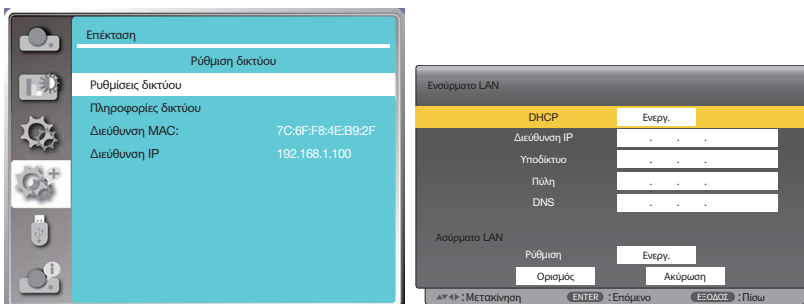 Επέκταση
Ρύθμιση δικτύου
Ρυθμίσεις δικτύου
Πληροφορίες δικτύου
Διεύθυνση MAC: 7C:6F:F8:4E:B9:2F
Διεύθυνση IP 192.168.1.100
Ενσύρματο LAN
DHCP Ενεργ.
Διεύθυνση IP . . .
Υποδίκτυο . . .
Πύλη . . .
DNS . . .
Ασύρματο LAN
Ρύθμιση Ενεργ.
Ορισμός Ακύρωση
▲▼◀▶ : Μετακίνηση ENTER : Επόμενο ΕΞΟΔΟΣ : Πίσω